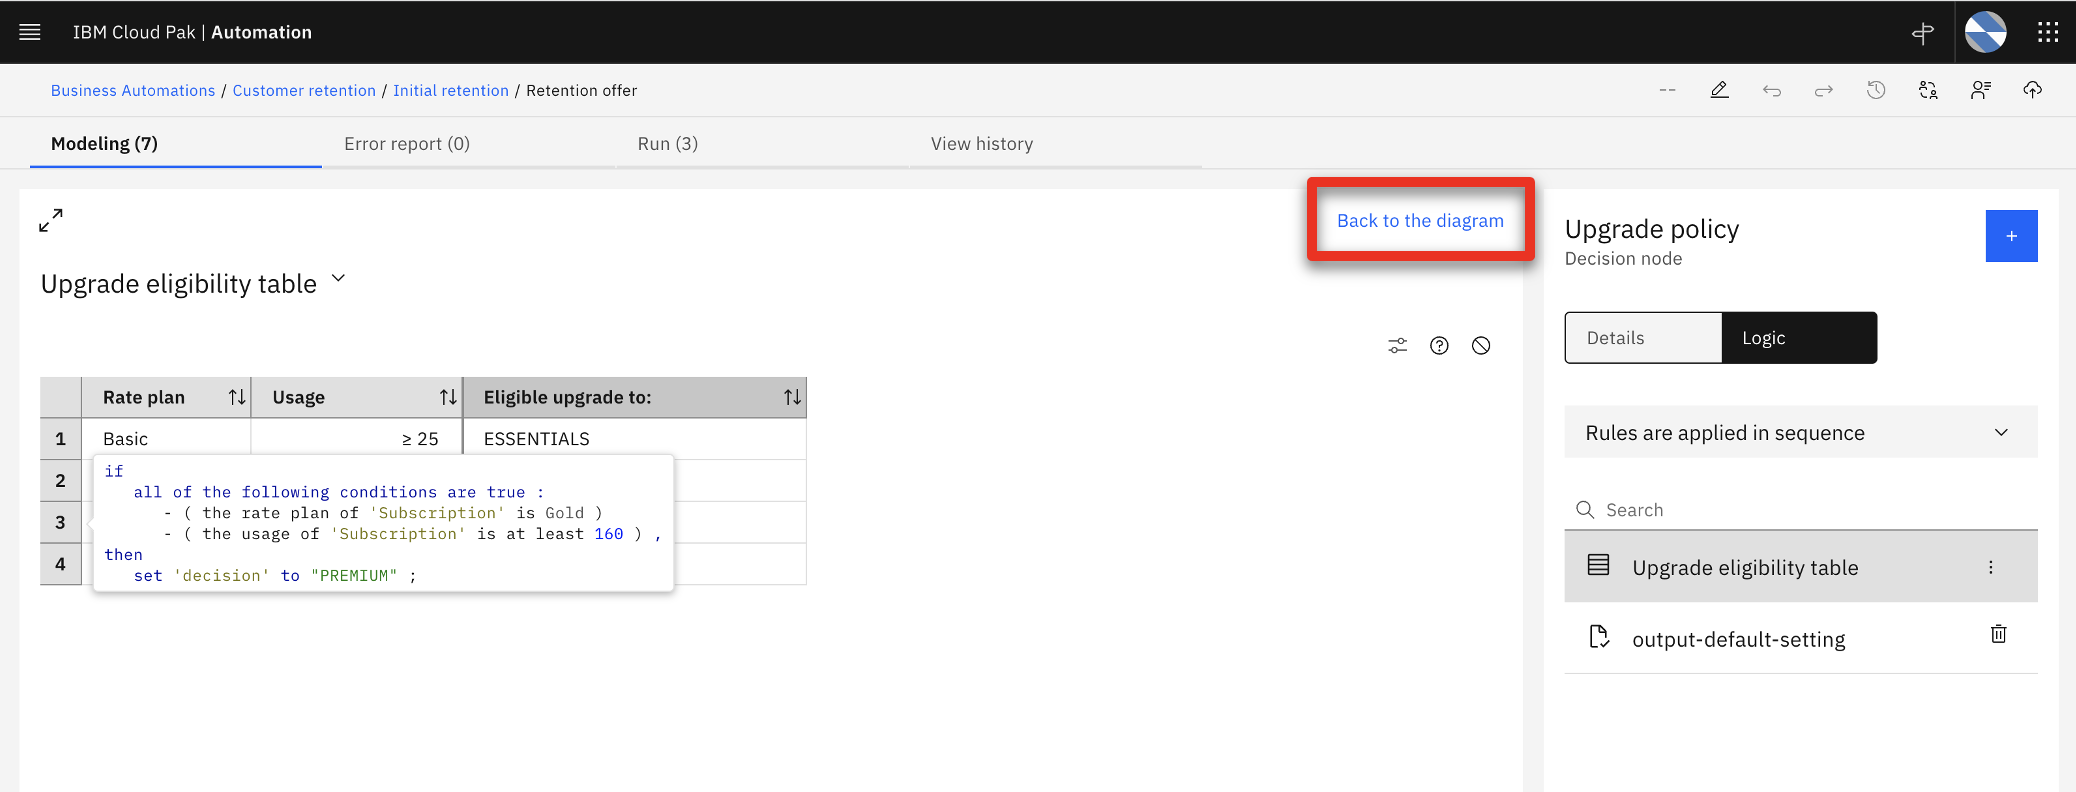 IBM Cloud Pak | Automation
Business Automations / Customer retention / Initial retention / Retention offer
--
Modeling (7)
Error report (0)
Run (3)
View history
Back to the diagram
Upgrade eligibility table
Rate plan
Usage
Eligible upgrade to:
1
Basic
≥ 25
ESSENTIALS
2
3
4
if
all of the following conditions are true :
- ( the rate plan of 'Subscription' is Gold )
- ( the usage of 'Subscription' is at least 160 ) ,
then
set 'decision' to "PREMIUM" ;
Upgrade policy
Decision node
+
Details
Logic
Rules are applied in sequence
Search
Upgrade eligibility table
output-default-setting